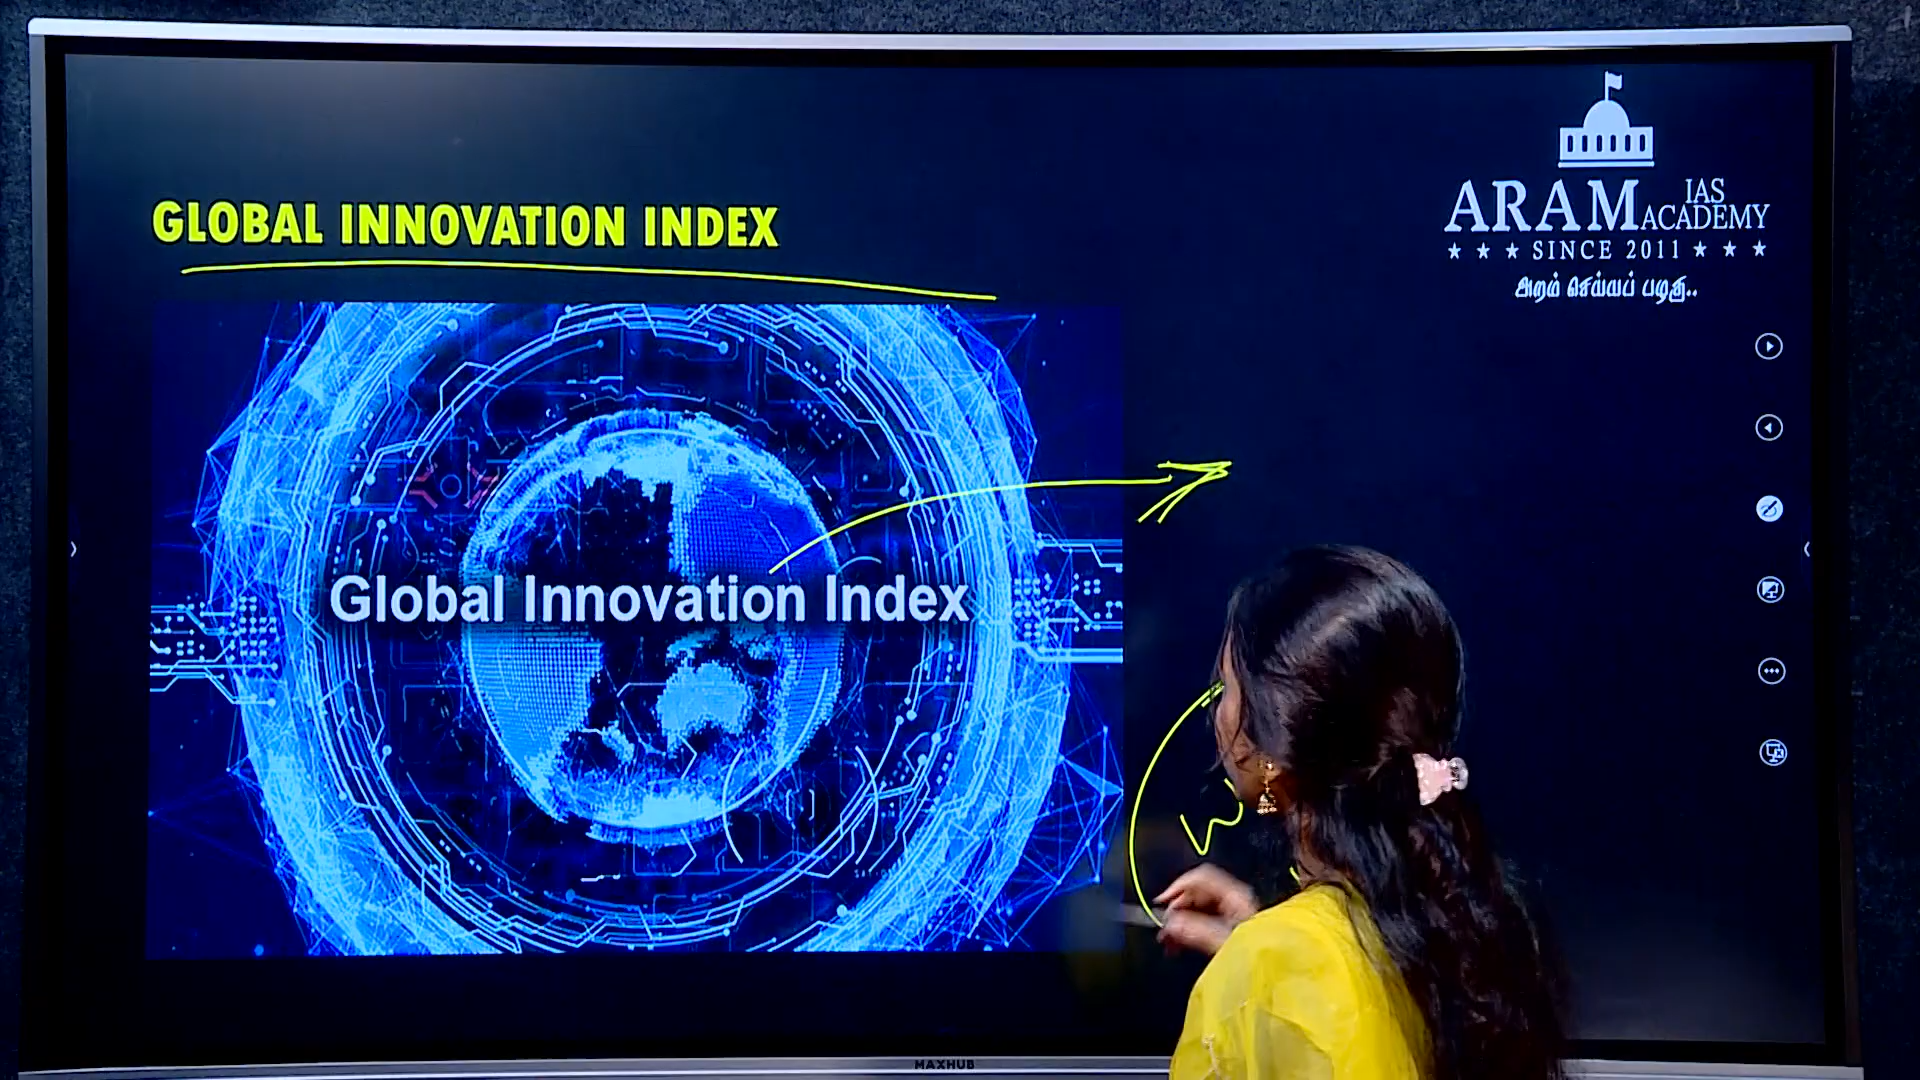 GLOBAL INNOVATION INDEX
IAS
ARAM ACADEMY
★ ★ ★ SINCE 2011 ★ ★ ★
அறம் செய்யப் பழகு..
Global Innovation Index
W
MAXHUB